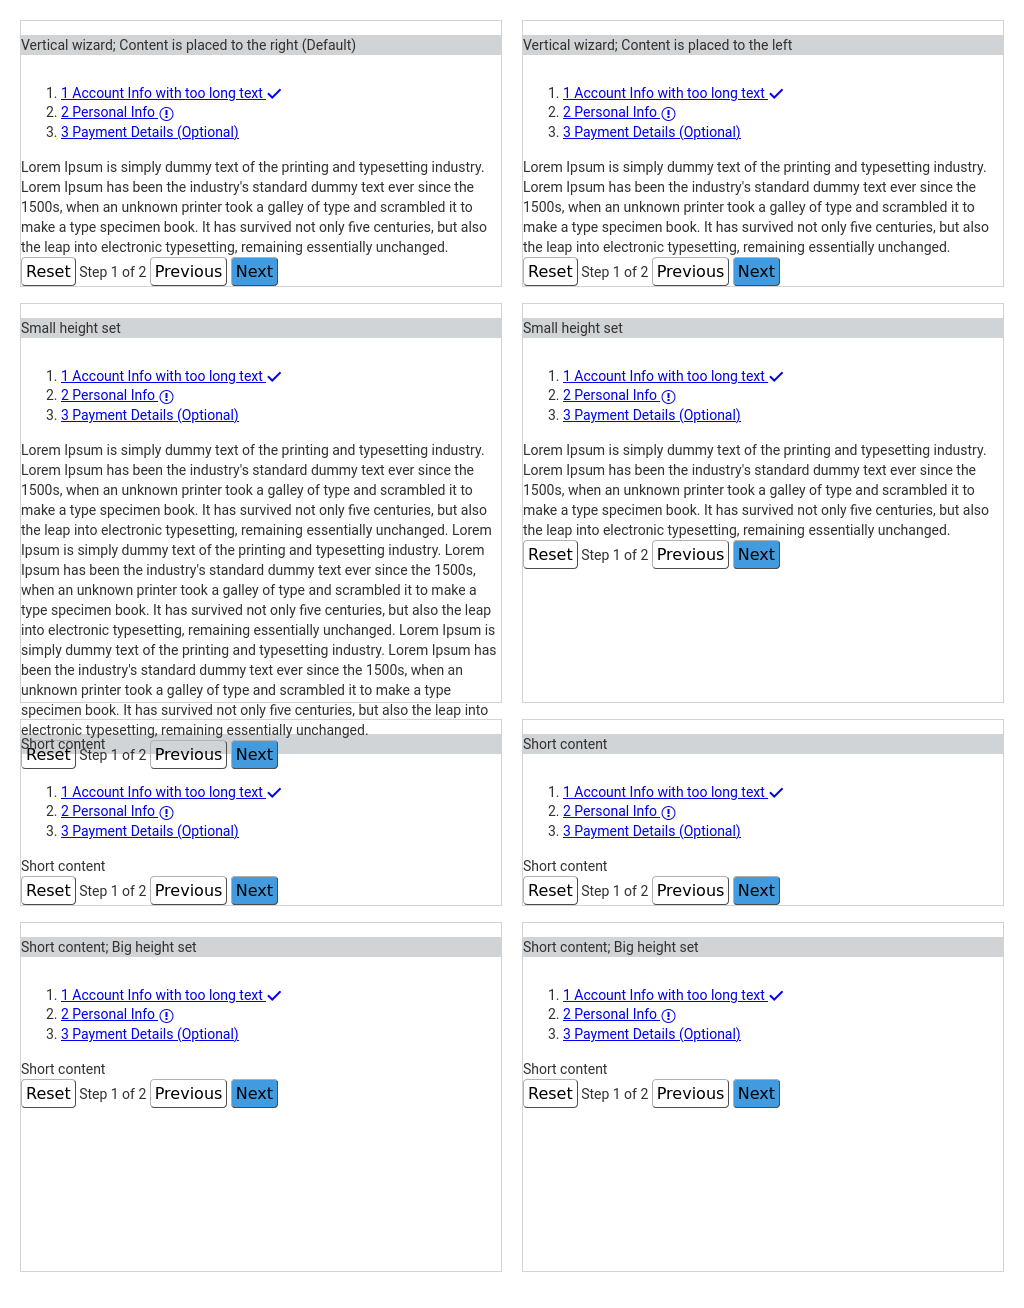 Vertical wizard; Content is placed to the right (Default)
1. 1 Account Info with too long text
2. 2 Personal Info
3. 3 Payment Details (Optional)
Lorem Ipsum is simply dummy text of the printing and typesetting industry.
Lorem Ipsum has been the industry's standard dummy text ever since the
1500s, when an unknown printer took a galley of type and scrambled it to
make a type specimen book. It has survived not only five centuries, but also
the leap into electronic typesetting, remaining essentially unchanged.
Reset Step 1 of 2 Previous Next
Vertical wizard; Content is placed to the left
1. 1 Account Info with too long text
2. 2 Personal Info
3. 3 Payment Details (Optional)
Lorem Ipsum is simply dummy text of the printing and typesetting industry.
Lorem Ipsum has been the industry's standard dummy text ever since the
1500s, when an unknown printer took a galley of type and scrambled it to
make a type specimen book. It has survived not only five centuries, but also
the leap into electronic typesetting, remaining essentially unchanged.
Reset Step 1 of 2 Previous Next
Small height set
1. 1 Account Info with too long text
2. 2 Personal Info
3. 3 Payment Details (Optional)
Lorem Ipsum is simply dummy text of the printing and typesetting industry.
Lorem Ipsum has been the industry's standard dummy text ever since the
1500s, when an unknown printer took a galley of type and scrambled it to
make a type specimen book. It has survived not only five centuries, but also
the leap into electronic typesetting, remaining essentially unchanged. Lorem
Ipsum is simply dummy text of the printing and typesetting industry. Lorem
Ipsum has been the industry's standard dummy text ever since the 1500s,
when an unknown printer took a galley of type and scrambled it to make a
type specimen book. It has survived not only five centuries, but also the leap
into electronic typesetting, remaining essentially unchanged. Lorem Ipsum is
simply dummy text of the printing and typesetting industry. Lorem Ipsum has
been the industry's standard dummy text ever since the 1500s, when an
unknown printer took a galley of type and scrambled it to make a type
specimen book. It has survived not only five centuries, but also the leap into
electronic typesetting, remaining essentially unchanged.
Reset Step 1 of 2 Previous Next
Small height set
1. 1 Account Info with too long text
2. 2 Personal Info
3. 3 Payment Details (Optional)
Lorem Ipsum is simply dummy text of the printing and typesetting industry.
Lorem Ipsum has been the industry's standard dummy text ever since the
1500s, when an unknown printer took a galley of type and scrambled it to
make a type specimen book. It has survived not only five centuries, but also
the leap into electronic typesetting, remaining essentially unchanged.
Reset Step 1 of 2 Previous Next
Short content
1. 1 Account Info with too long text
2. 2 Personal Info
3. 3 Payment Details (Optional)
Short content
Reset Step 1 of 2 Previous Next
Short content
1. 1 Account Info with too long text
2. 2 Personal Info
3. 3 Payment Details (Optional)
Short content
Reset Step 1 of 2 Previous Next
Short content; Big height set
1. 1 Account Info with too long text
2. 2 Personal Info
3. 3 Payment Details (Optional)
Short content
Reset Step 1 of 2 Previous Next
Short content; Big height set
1. 1 Account Info with too long text
2. 2 Personal Info
3. 3 Payment Details (Optional)
Short content
Reset Step 1 of 2 Previous Next